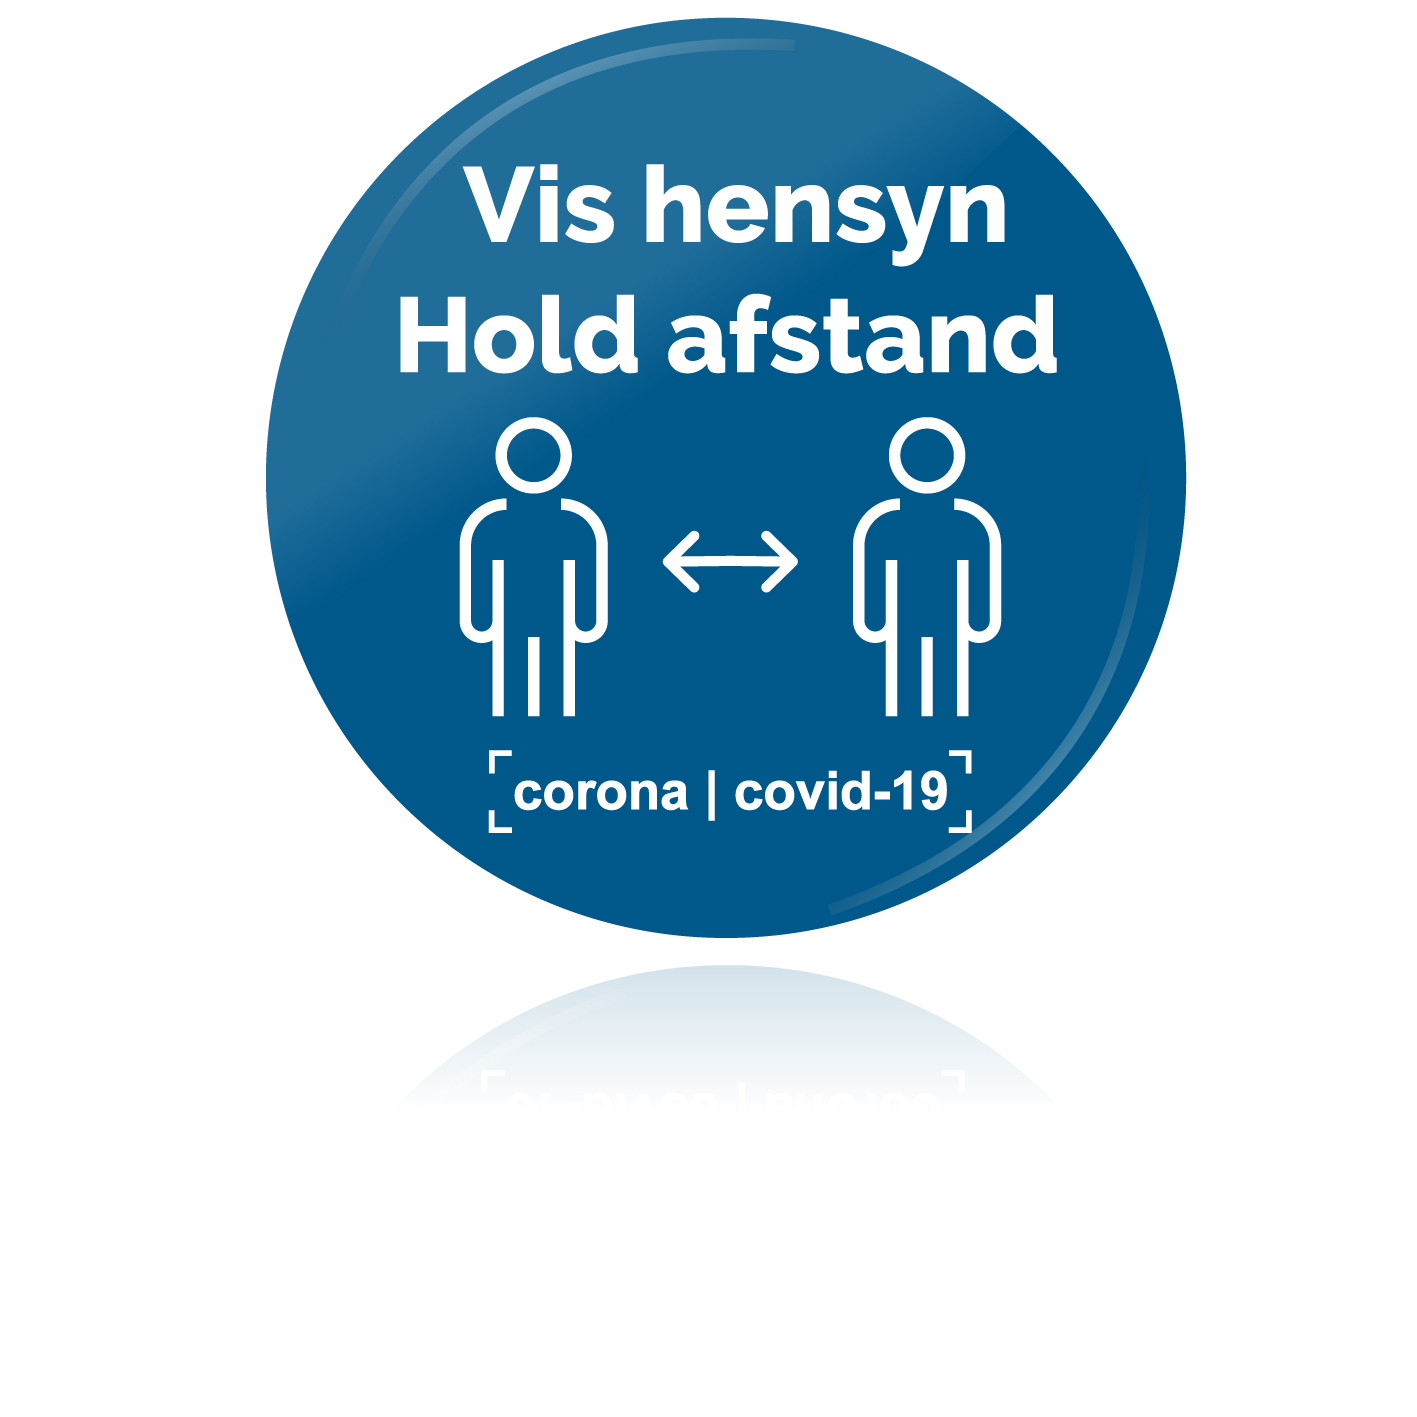 Vis hensyn
Hold afstand
corona | covid-19